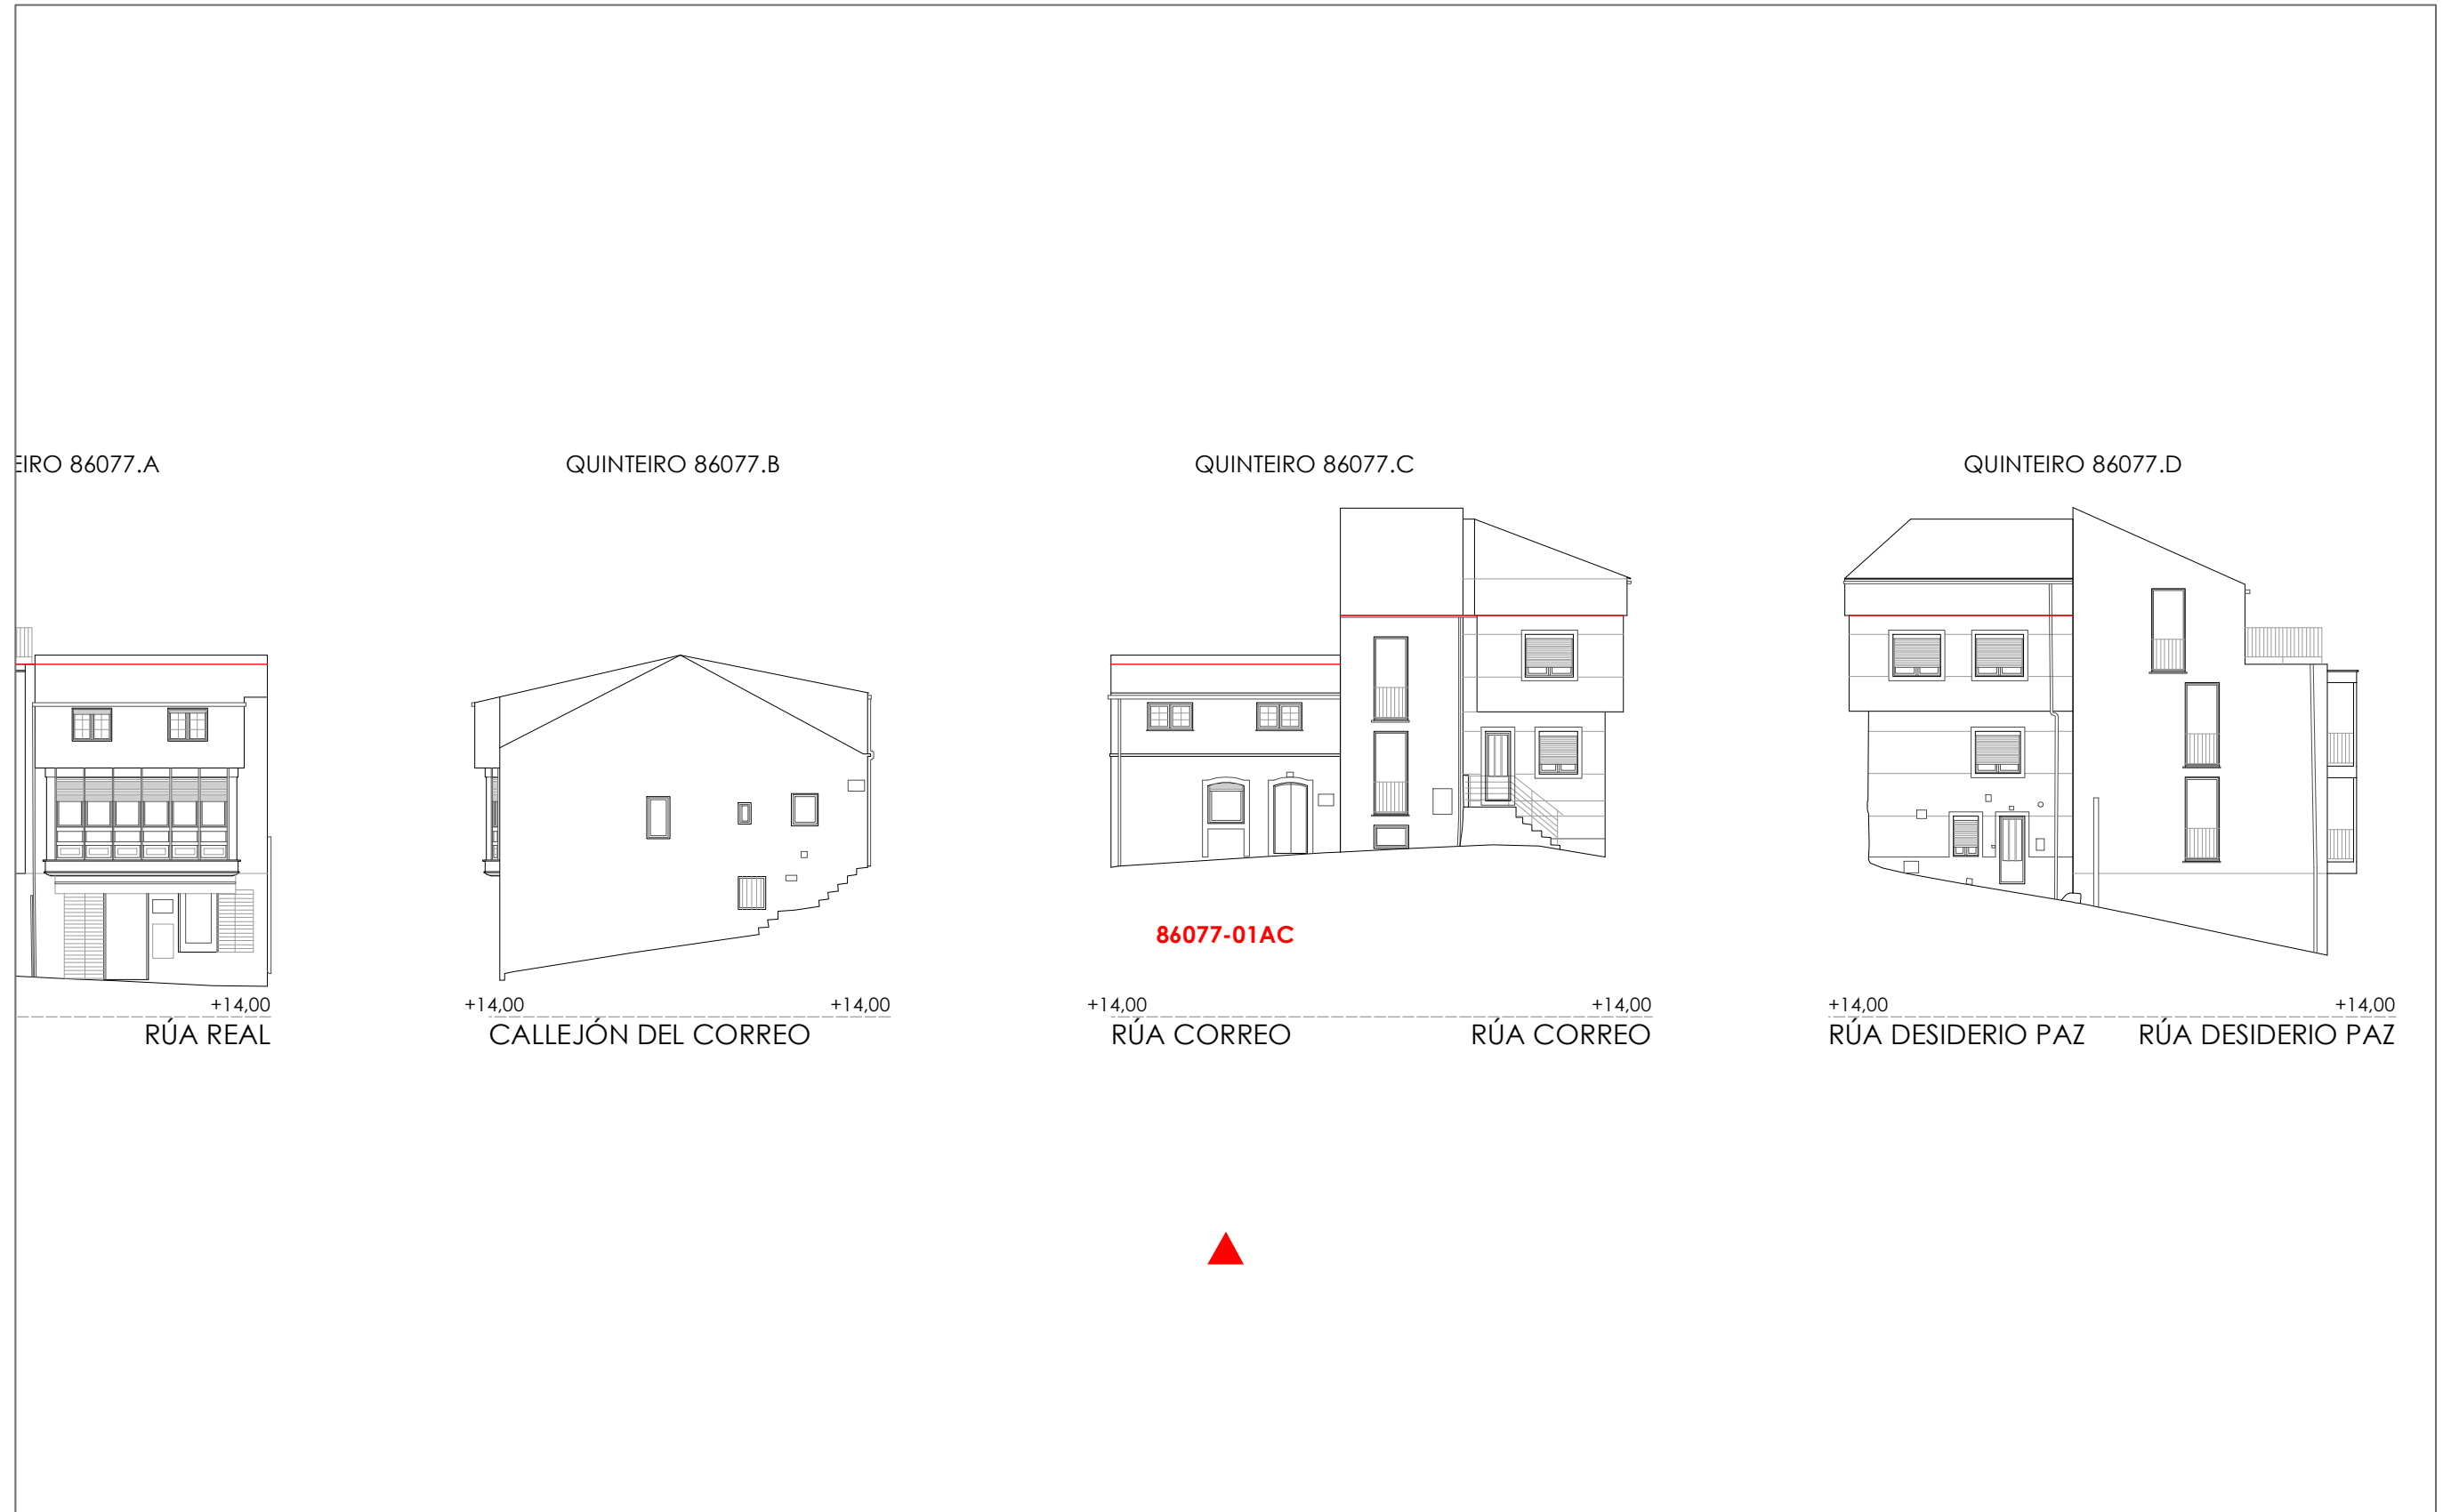 EIRO 86077.A
QUINTEIRO 86077.B
QUINTEIRO 86077.C
QUINTEIRO 86077.D
86077-01AC
+14,00
+14,00
+14,00
+14,00
+14,00
+14,00
+14,00
RÚA REAL
CALLEJÓN DEL CORREO
RÚA CORREO
RÚA CORREO
RÚA DESIDERIO PAZ
RÚA DESIDERIO PAZ